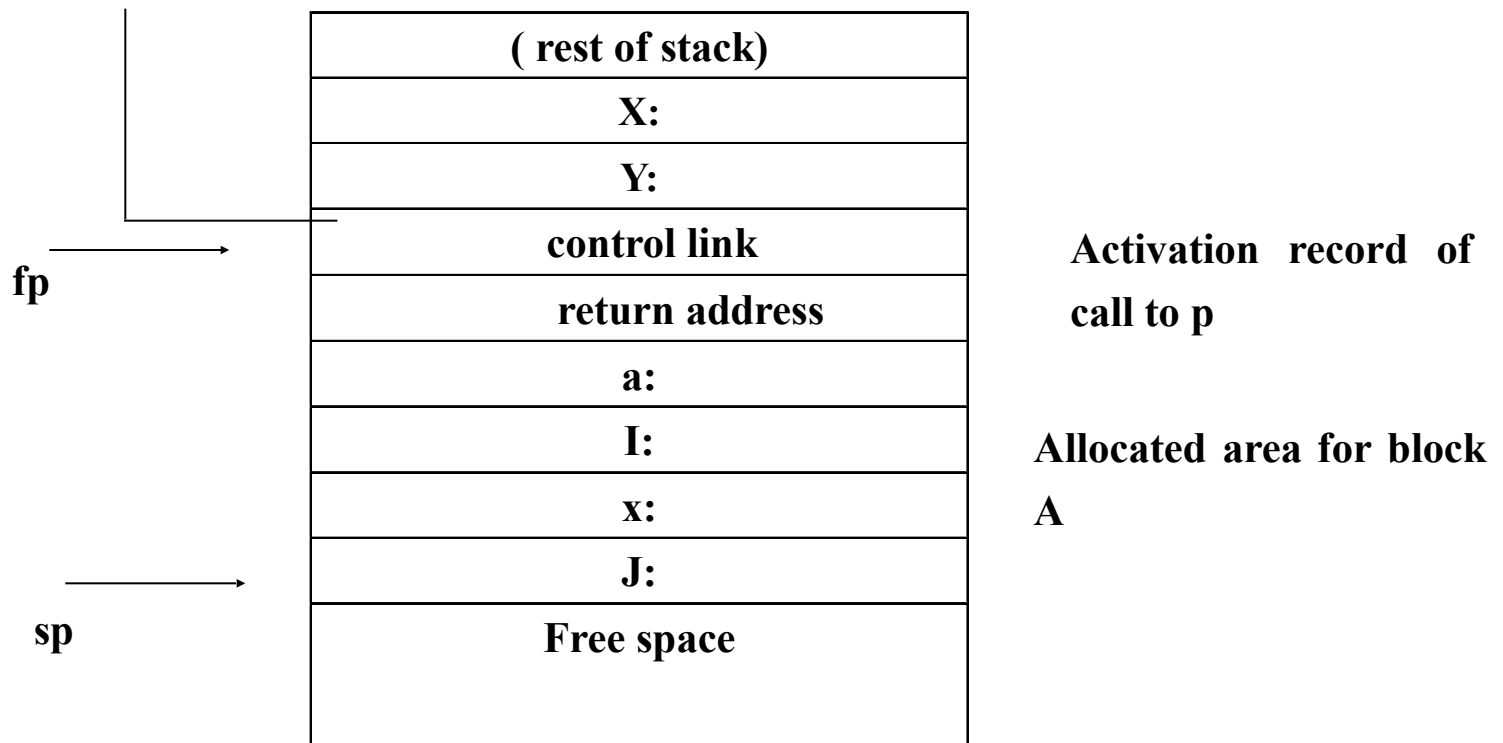 ( rest of stack)
X:
Y:
control link
fp
return address
a:
I:
x:
J:
sp
Free space
Activation record of
call to p
Allocated area for block
A